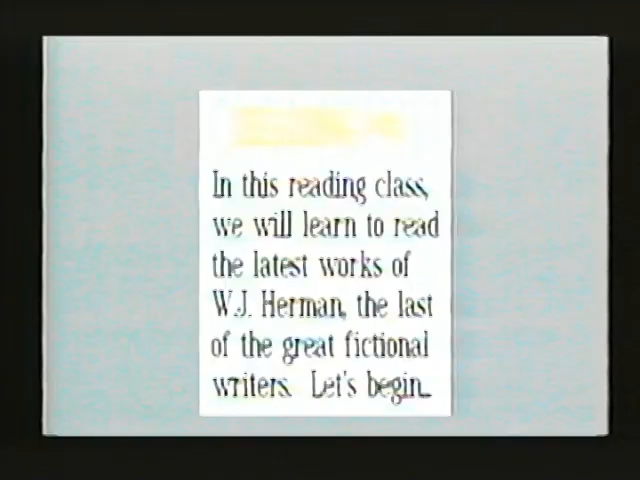 In this reading class,
we will learn to read
the latest works of
W.J. Herman, the last
of the great fictional
writers. Let's begin...